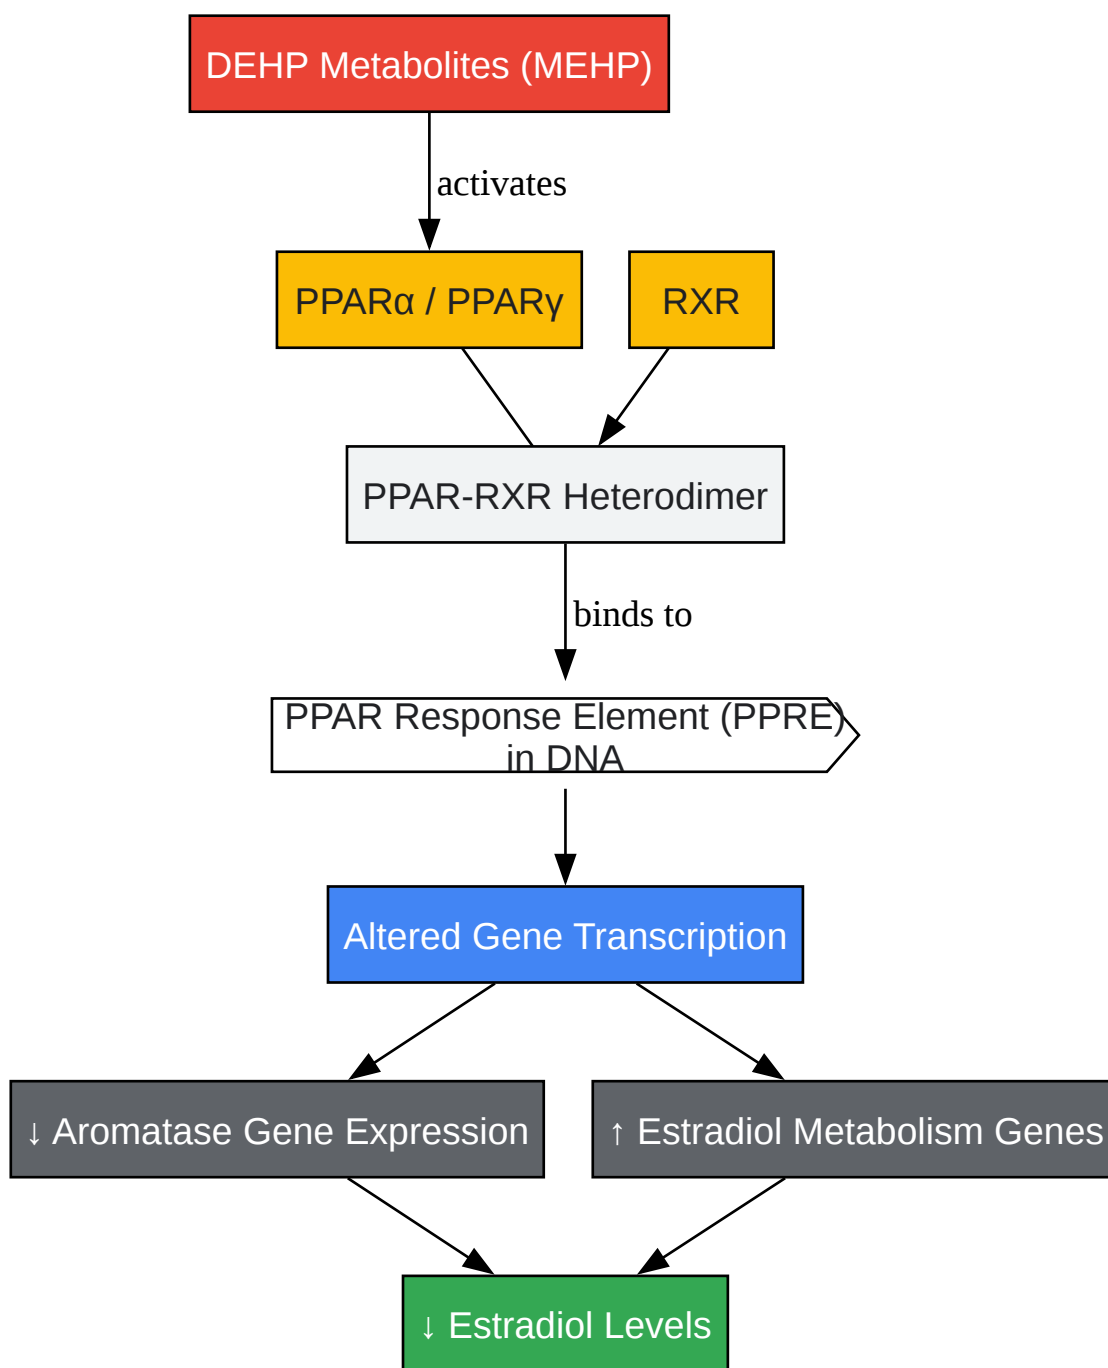 DEHP Metabolites (MEHP)
activates
PPARα / PPARγ
RXR
PPAR-RXR Heterodimer
binds to
PPAR Response Element (PPRE)
in DNA
Altered Gene Transcription
↓ Aromatase Gene Expression
↑ Estradiol Metabolism Genes
↓ Estradiol Levels